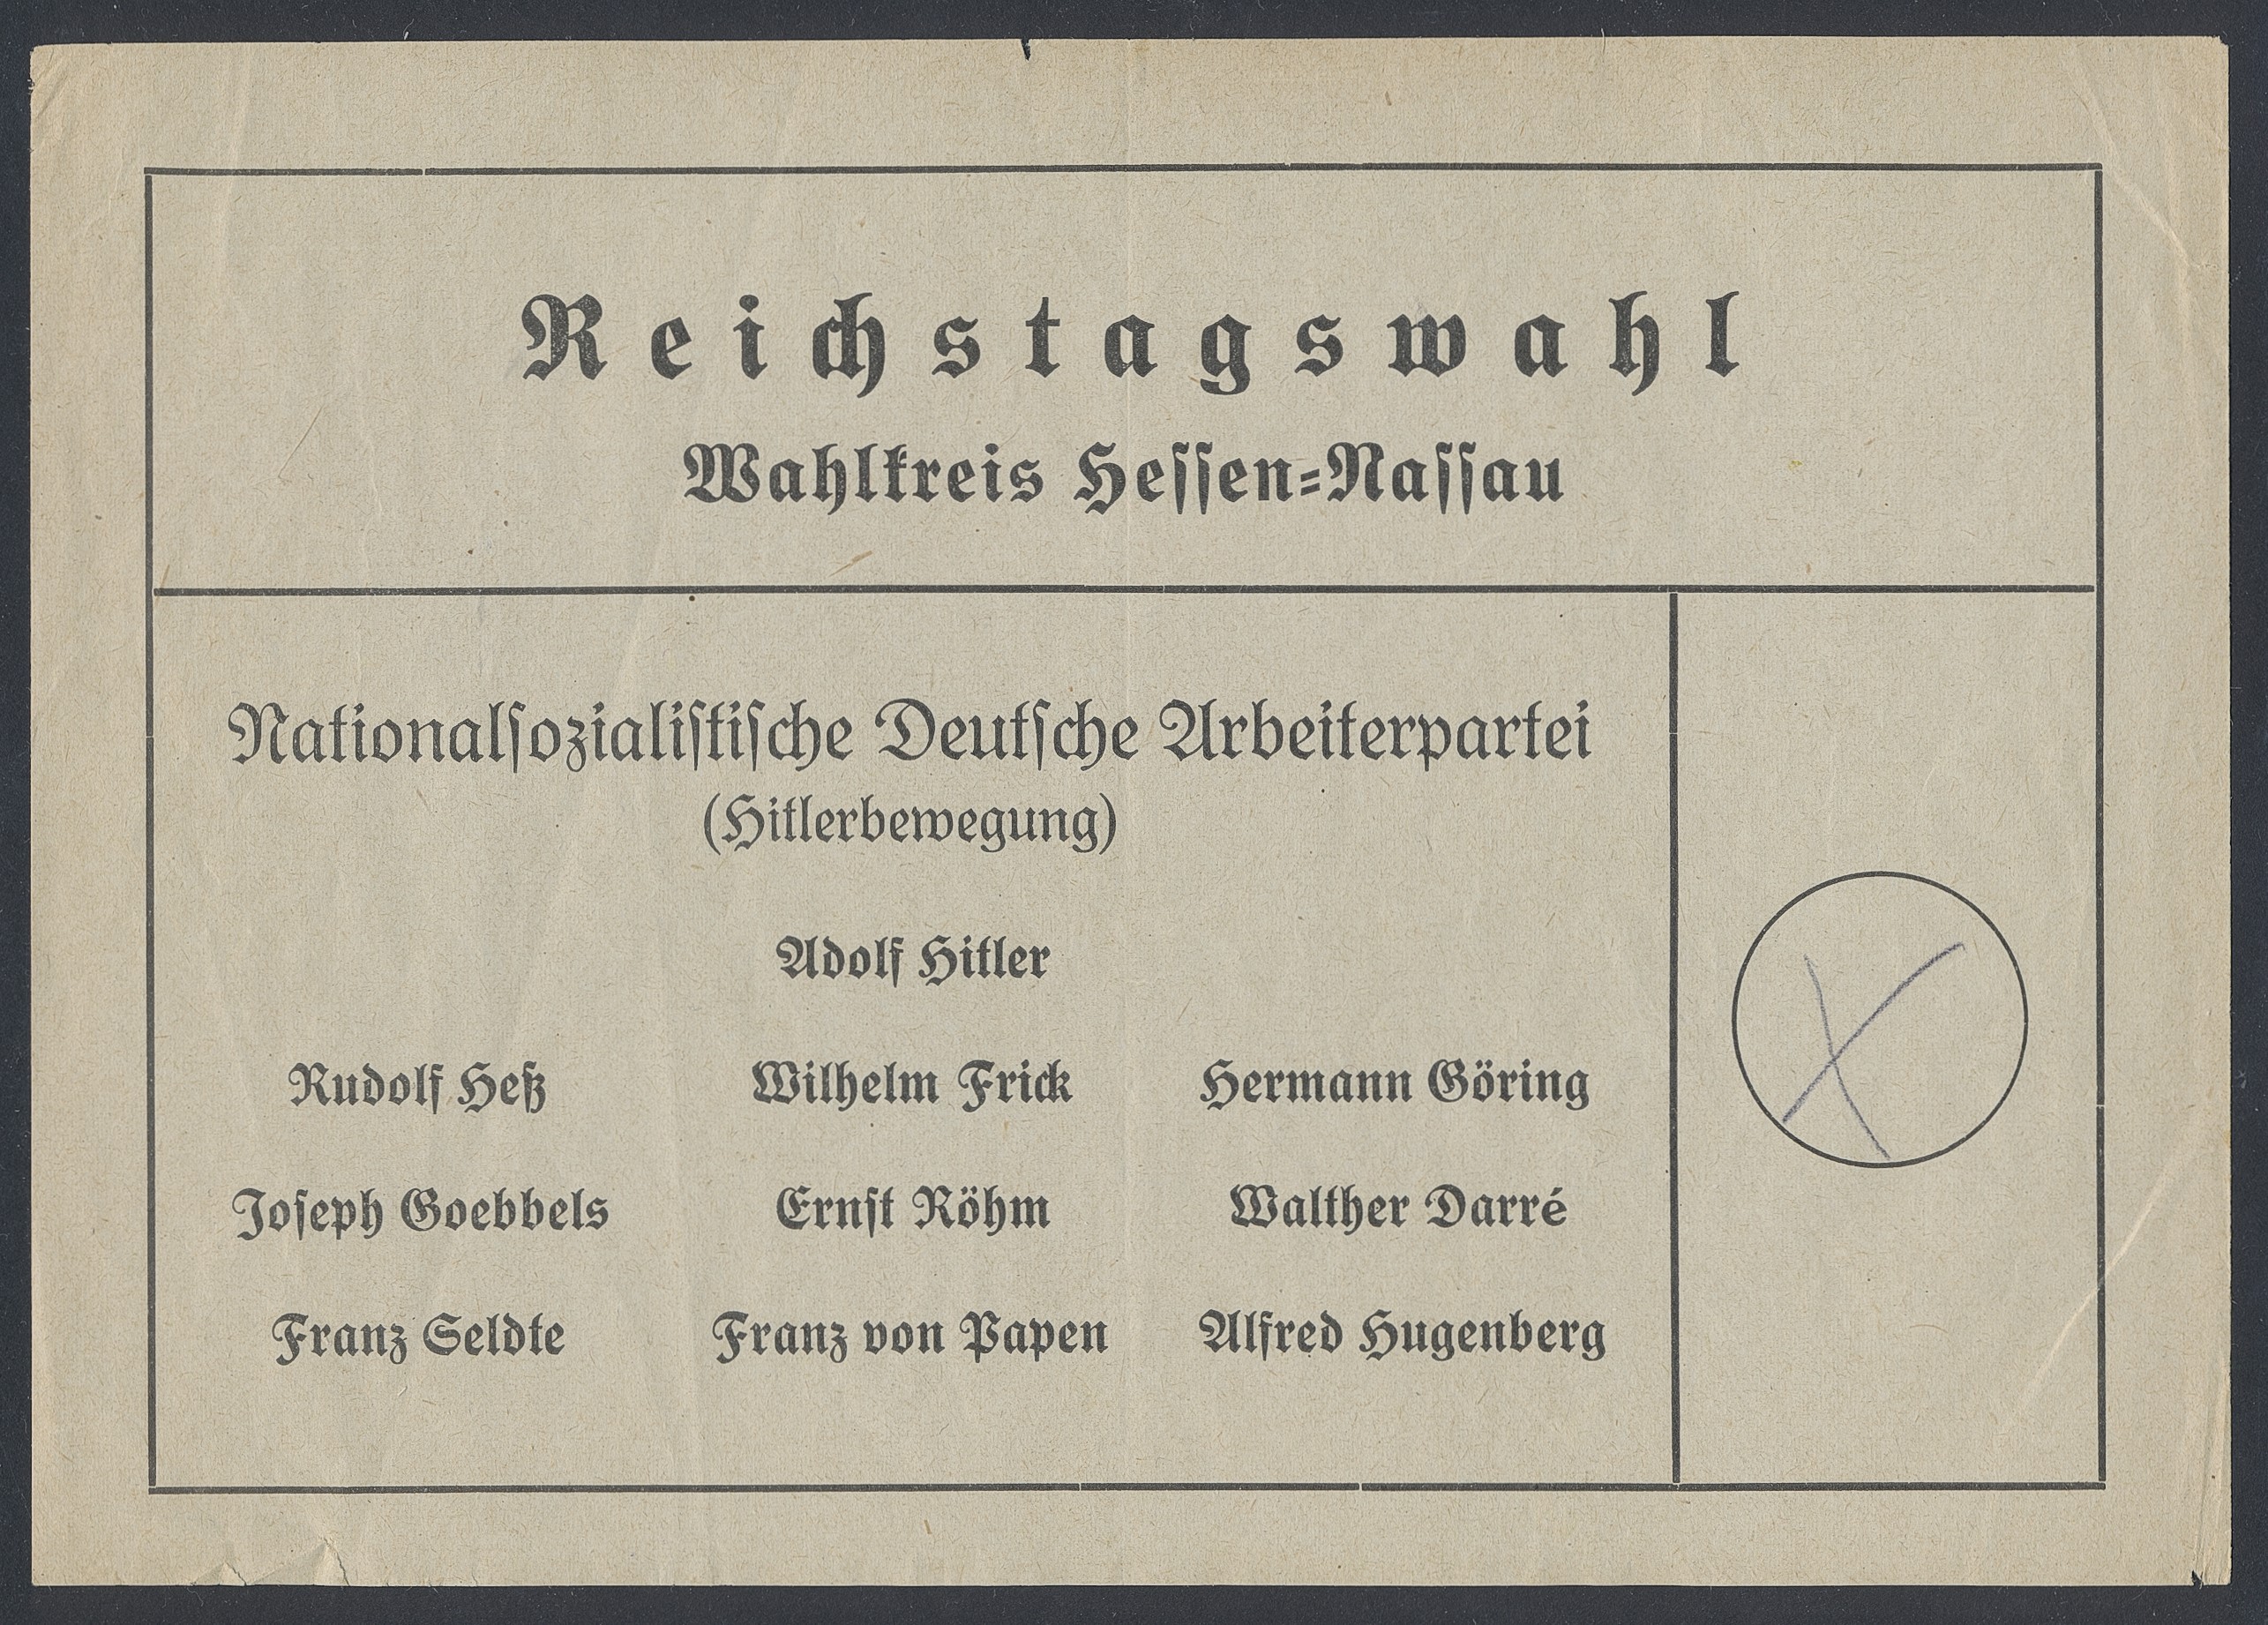 Reichstagswahl
Wahlkreis Hessen=Nassau
Nationalsozialistische Deutsche Arbeiterpartei
(Hitlerbewegung)
Adolf Hitler
Rudolf Heß Wilhelm Frick Hermann Göring
Joseph Goebbels Ernst Röhm Walther Darré
Franz Seldte Franz von Papen Alfred Hugenberg